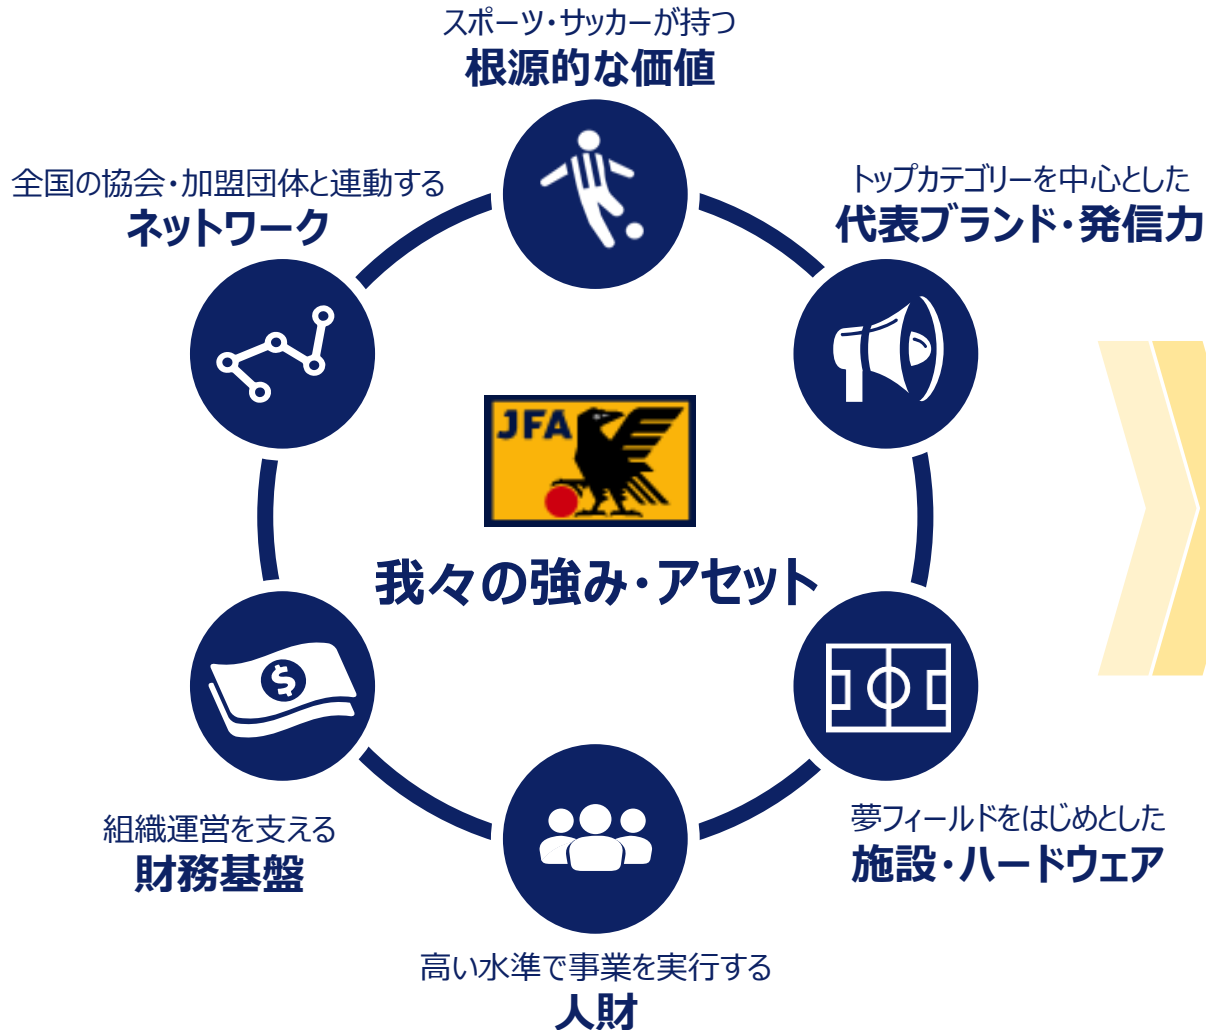 スポーツ・サッカーが持つ
根源的な価値
トップカテゴリーを中心とした
代表ブランド・発信力
夢フィールドをはじめとした
施設・ハードウェア
高い水準で事業を実行する
人財
組織運営を支える
財務基盤
全国の協会・加盟団体と連動する
ネットワーク
JFA
我々の強み・アセット
$